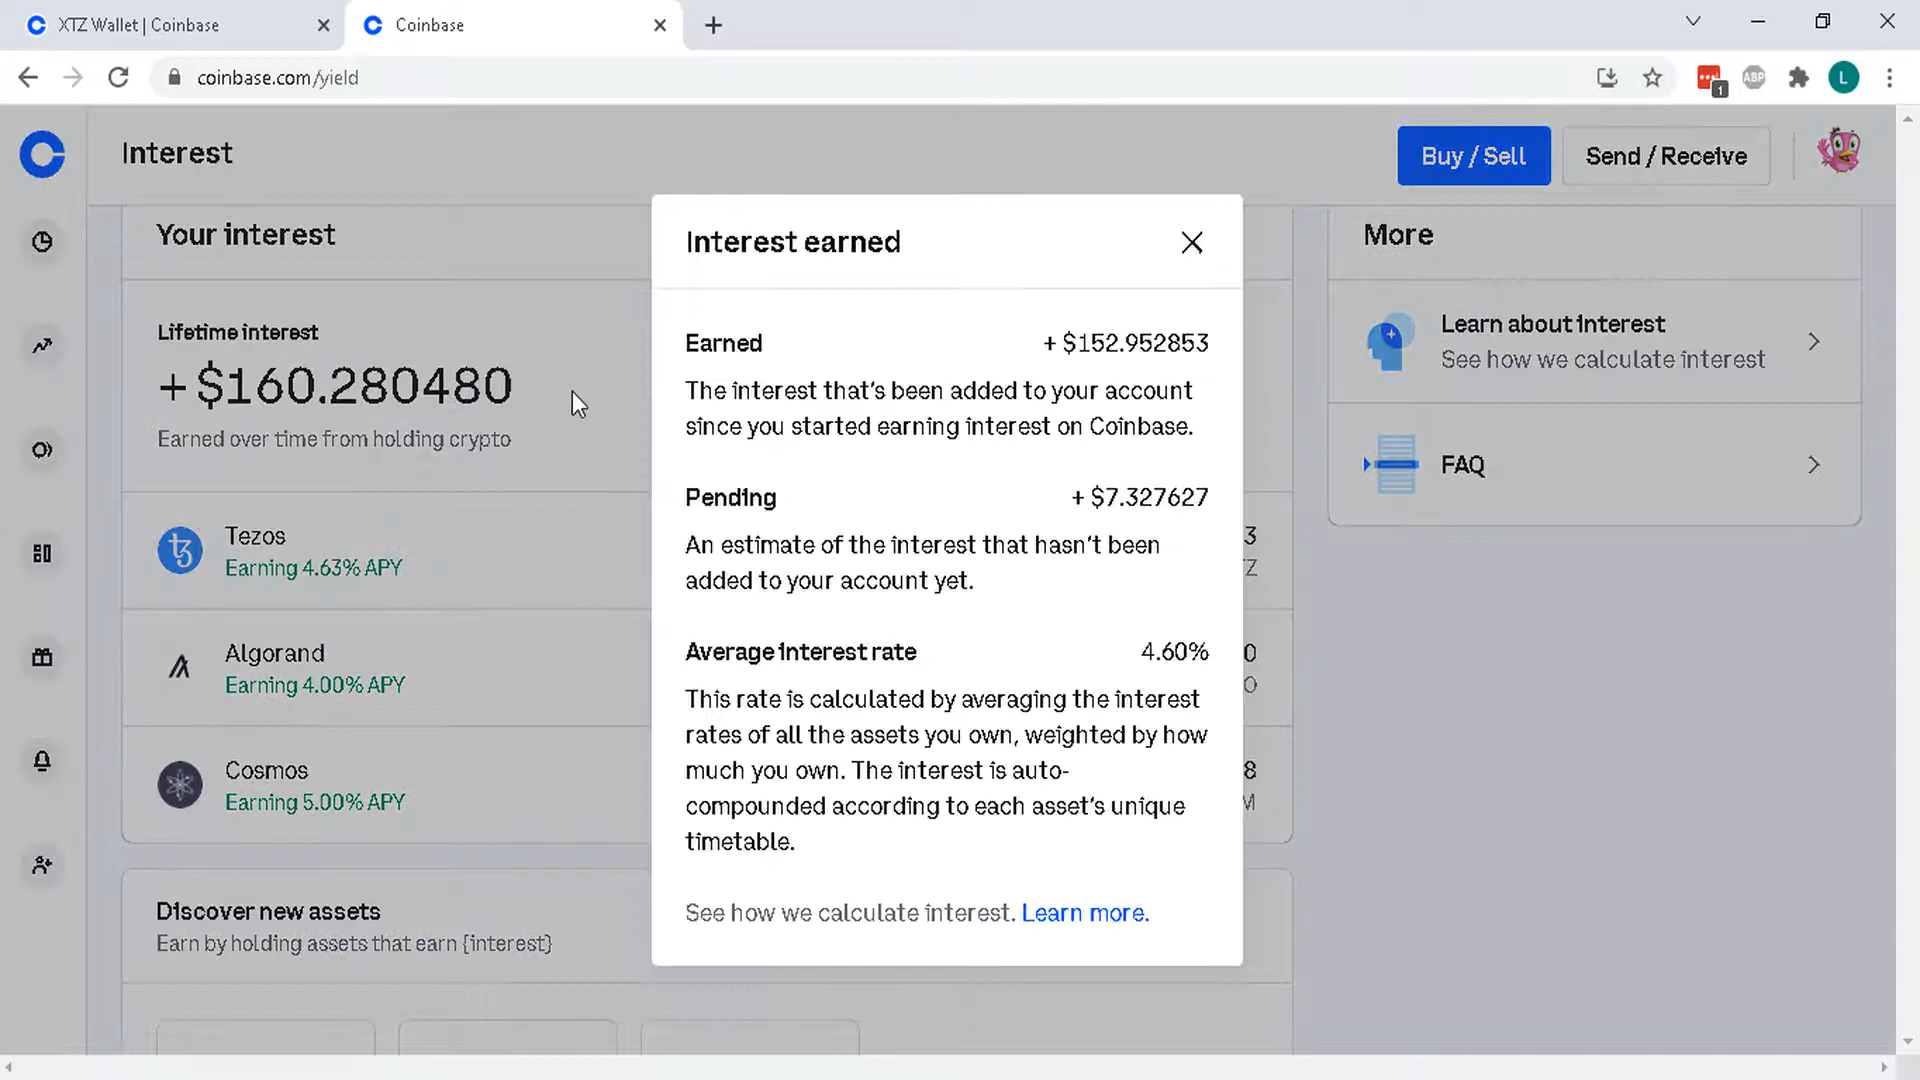 XTZ Wallet | Coinbase
Coinbase
coinbase.com/yield
1
ABP
L
Interest
Buy / Sell
Send / Receive
Your interest
Lifetime interest
+ $160.280480
Earned over time from holding crypto
Tezos
Earning 4.63% APY
3
Z
Algorand
Earning 4.00% APY
0
O
Cosmos
Earning 5.00% APY
8
M
Discover new assets
Earn by holding assets that earn {interest}
Interest earned
Earned + $152.952853
The interest that's been added to your account
since you started earning interest on Coinbase.
Pending + $7.327627
An estimate of the interest that hasn't been
added to your account yet.
Average interest rate 4.60%
This rate is calculated by averaging the interest
rates of all the assets you own, weighted by how
much you own. The interest is auto-
compounded according to each asset's unique
timetable.
See how we calculate interest. Learn more.
More
Learn about interest
See how we calculate interest
FAQ